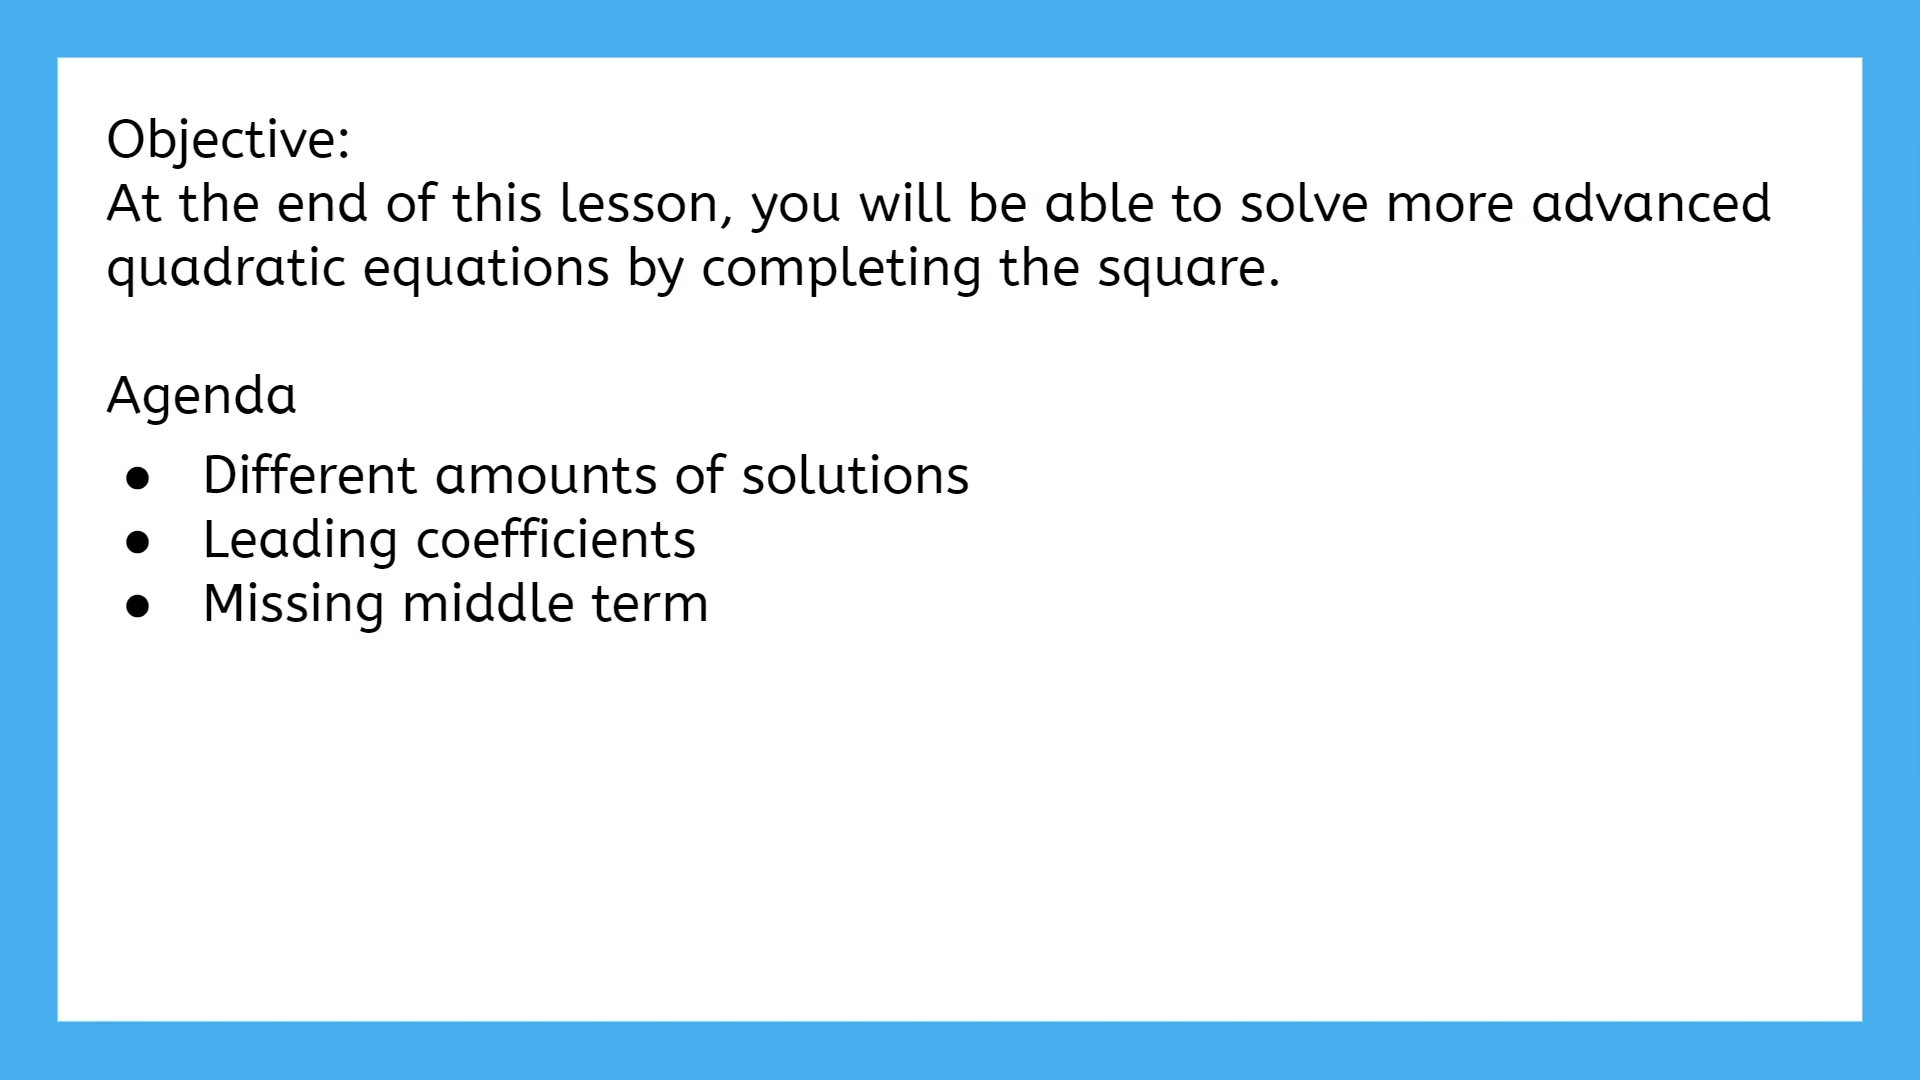 Objective:
At the end of this lesson, you will be able to solve more advanced
quadratic equations by completing the square.
Agenda
● Different amounts of solutions
● Leading coefficients
● Missing middle term